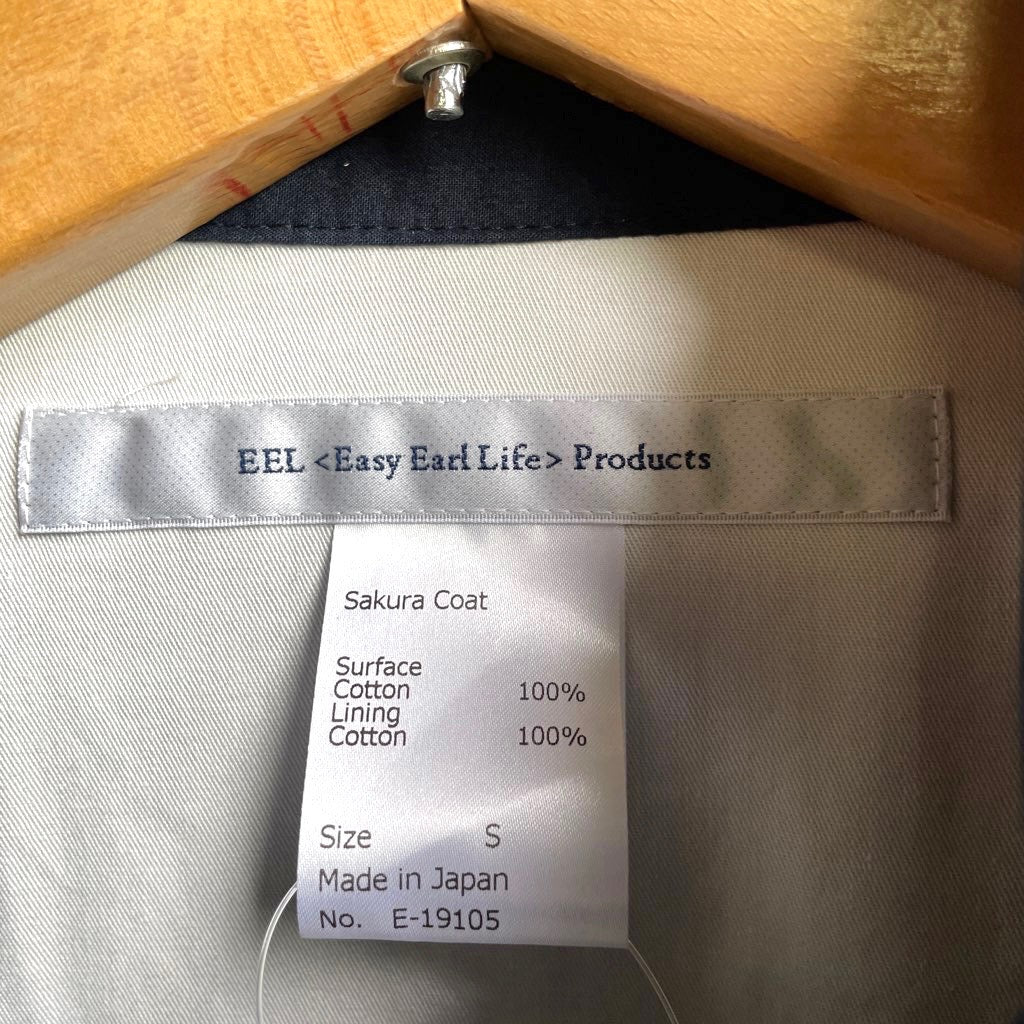 EEL <Easy Earl Life> Products
Sakura Coat
Surface
Cotton 100%
Lining
Cotton 100%
Size S
Made in Japan
No. E-19105